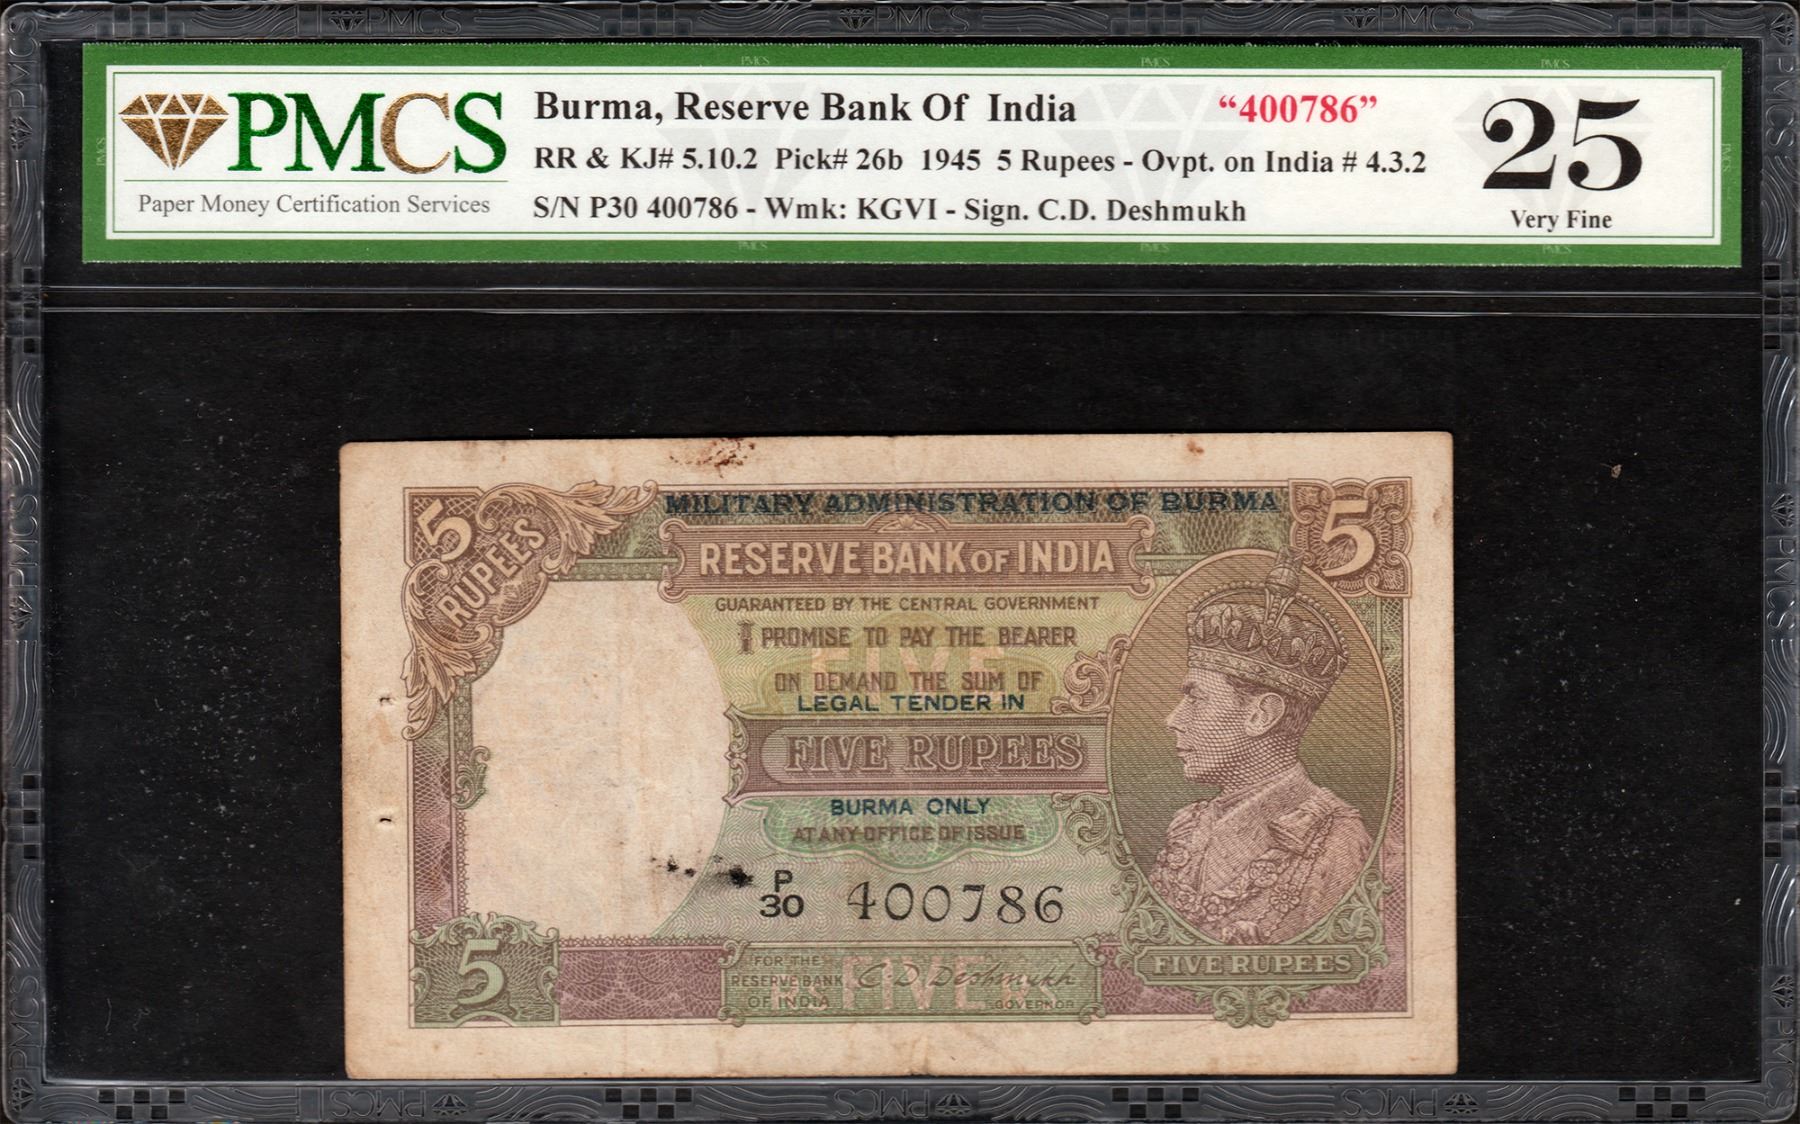 PMCS
Paper Money Certification Services
Burma, Reserve Bank Of India "400786"
RR & KJ# 5.10.2 Pick# 26b 1945 5 Rupees - Ovpt. on India # 4.3.2
S/N P30 400786 - Wmk: KGVI - Sign. C.D. Deshmukh
25
Very Fine
5 RUPEES
MILITARY ADMINISTRATION OF BURMA
5
RESERVE BANK OF INDIA
GUARANTEED BY THE CENTRAL GOVERNMENT
I PROMISE TO PAY THE BEARER
FIVE
ON DEMAND THE SUM OF
LEGAL TENDER IN
FIVE RUPEES
BURMA ONLY
AT ANY OFFICE OF ISSUE
P
30 400786
5
FOR THE
RESERVE BANK
OF INDIA
FIVE
C D Deshmukh
GOVERNOR
FIVE RUPEES